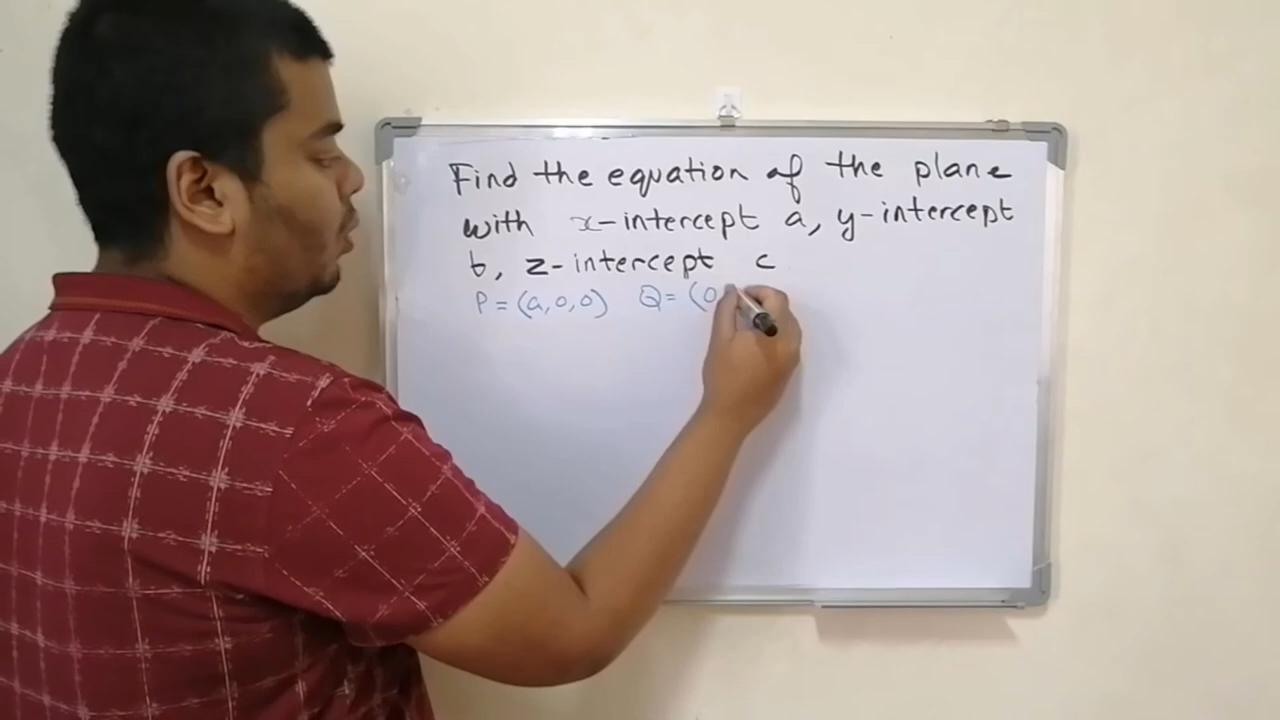 Find the equation of the plane
with x-intercept a, y-intercept
b, z-intercept c
P = (a,0,0) Q = (0